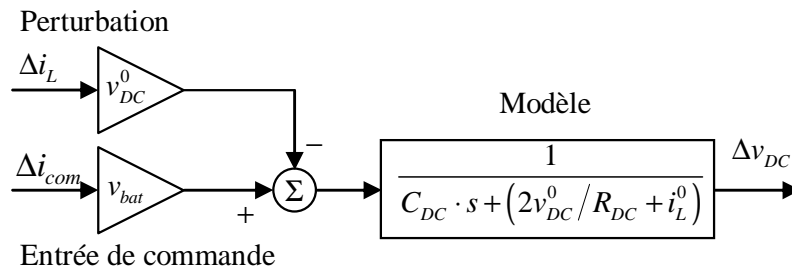 Perturbation
Δi_L
v_DC^0
−
Modèle
Δi_com
v_bat
+
Σ
1
C_DC · s + (2v_DC^0/R_DC + i_L^0)
Δv_DC
Entrée de commande